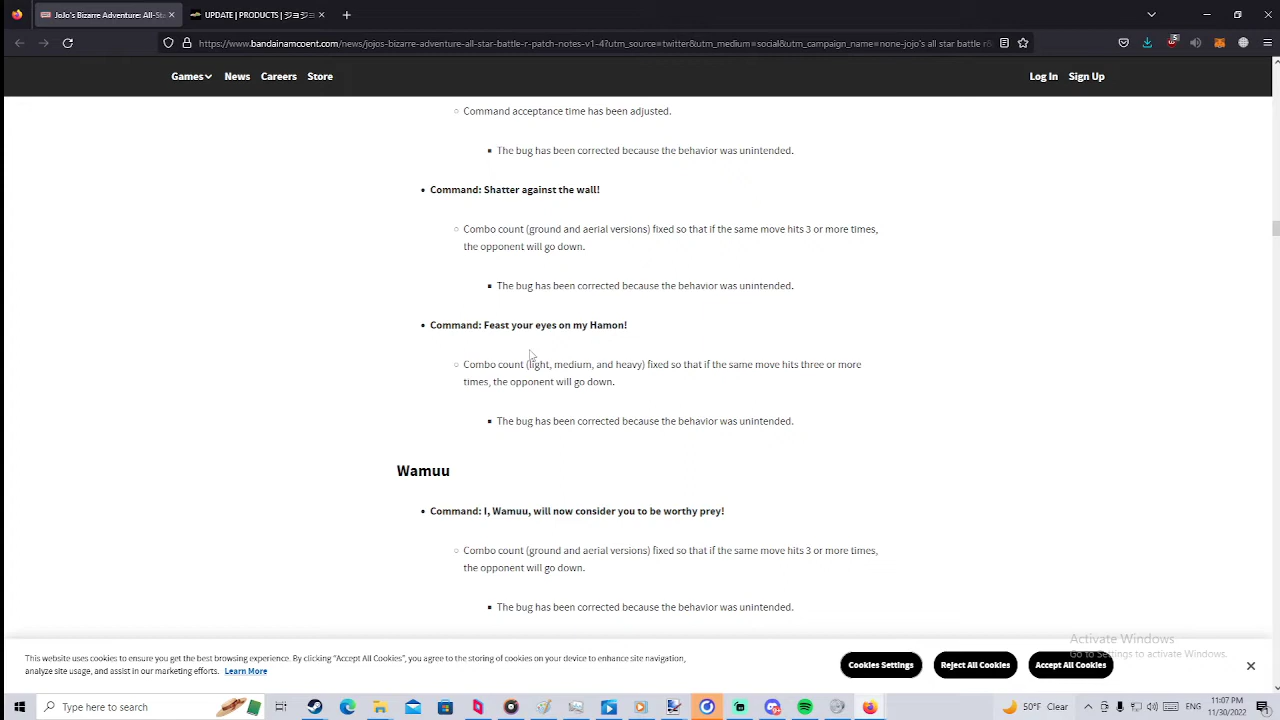 JoJo's Bizarre Adventure: All-Sta
UPDATE | PRODUCTS | ジョジョ
https://www.bandainamcoent.com/news/jojos-bizarre-adventure-all-star-battle-r-patch-notes-v1-4?utm_source=twitter&utm_medium=social&utm_campaign_name=none-jojo's all star battle r
Games
News
Careers
Store
Log In
Sign Up
Command acceptance time has been adjusted.
The bug has been corrected because the behavior was unintended.
Command: Shatter against the wall!
Combo count (ground and aerial versions) fixed so that if the same move hits 3 or more times,
the opponent will go down.
The bug has been corrected because the behavior was unintended.
Command: Feast your eyes on my Hamon!
Combo count (light, medium, and heavy) fixed so that if the same move hits three or more
times, the opponent will go down.
The bug has been corrected because the behavior was unintended.
Wamuu
Command: I, Wamuu, will now consider you to be worthy prey!
Combo count (ground and aerial versions) fixed so that if the same move hits 3 or more times,
the opponent will go down.
The bug has been corrected because the behavior was unintended.
This website uses cookies to ensure you get the best browsing experience. By clicking "Accept All Cookies", you agree to the storing of cookies on your device to enhance site navigation,
analyze site usage, and assist in our marketing efforts. Learn More
Cookies Settings
Reject All Cookies
Accept All Cookies
Activate Windows
Go to Settings to activate Windows.
Type here to search
50°F Clear
ENG
11:07 PM
11/30/2022